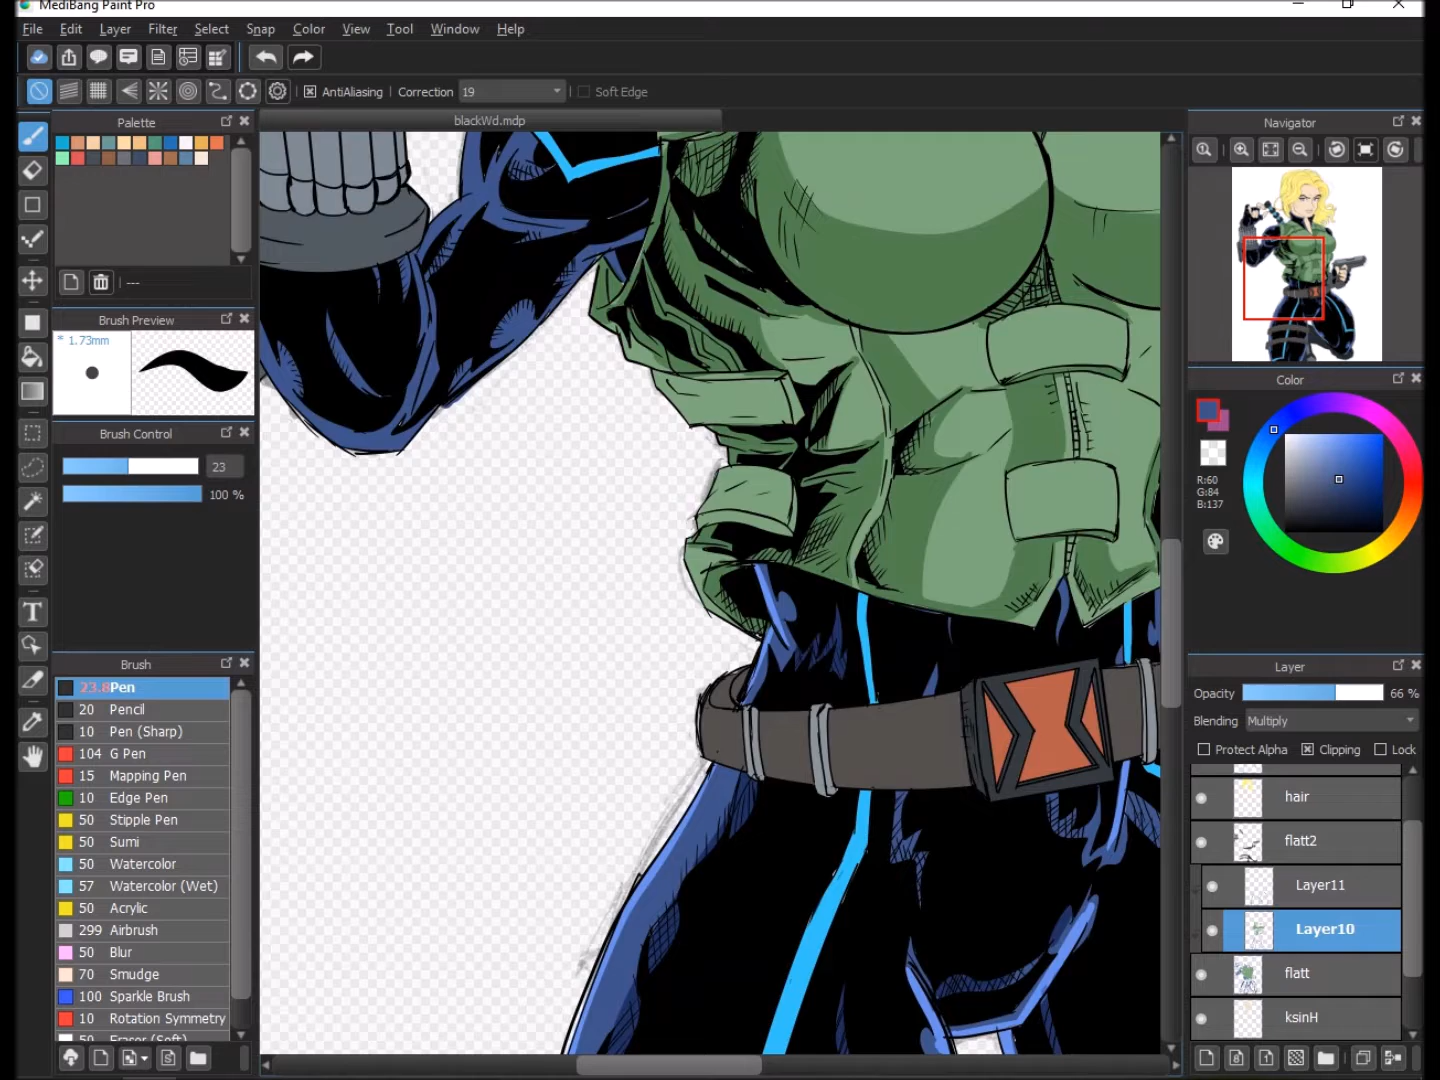 MediBang Paint Pro
File Edit Layer Filter Select Snap Color View Tool Window Help
AntiAliasing Correction 19 Soft Edge
Palette
blackWd.mdp
Navigator
---
Brush Preview
* 1.73mm
Color
Brush Control
23
100 %
R:60
G:84
B:137
Brush
23.8 Pen
20 Pencil
10 Pen (Sharp)
104 G Pen
15 Mapping Pen
10 Edge Pen
50 Stipple Pen
50 Sumi
50 Watercolor
57 Watercolor (Wet)
50 Acrylic
299 Airbrush
50 Blur
70 Smudge
100 Sparkle Brush
10 Rotation Symmetry
50 Eraser (Soft)
Layer
Opacity 66 %
Blending Multiply
Protect Alpha Clipping Lock
hair
flatt2
Layer11
Layer10
flatt
ksinH